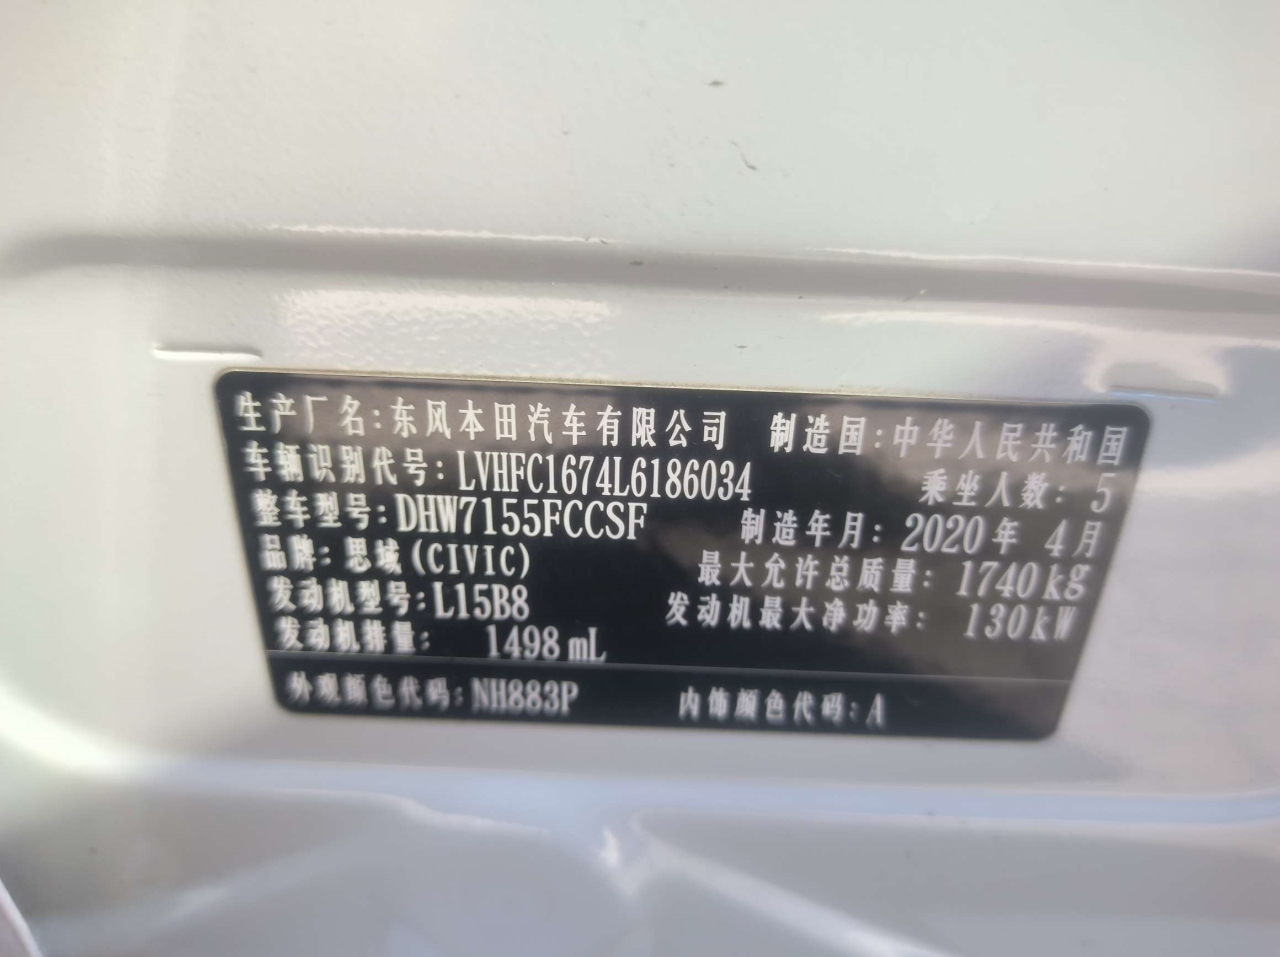 生产厂名：东风本田汽车有限公司 制造国：中华人民共和国
车辆识别代号：LVHFC1674L6186034 乘坐人数：5
整车型号：DHW7155FCCSF 制造年月：2020年 4月
品牌：思域(CIVIC) 最大允许总质量：1740kg
发动机型号：L15B8 发动机最大净功率：130kW
发动机排量： 1498mL
外观颜色代码：NH883P 内饰颜色代码：A